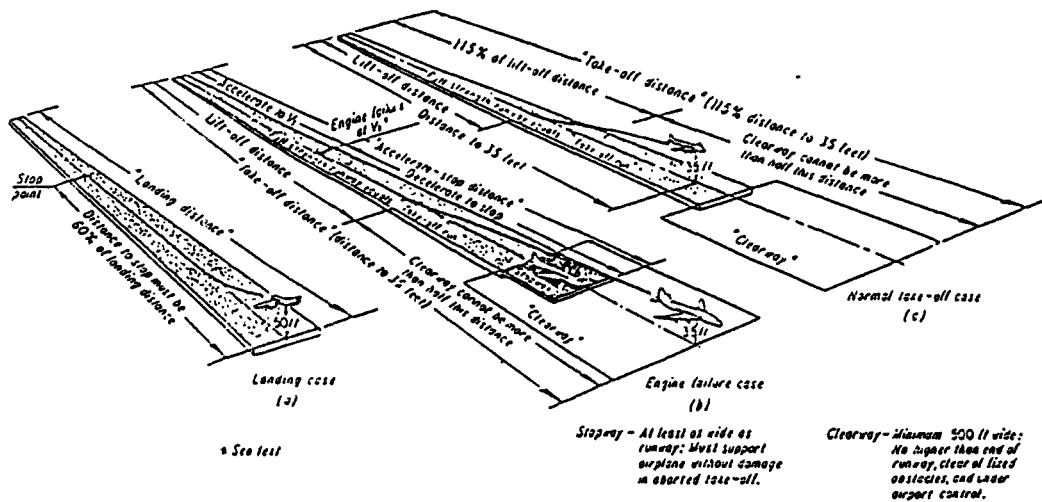 115% of lift-off distance
"Take-off distance" (115% distance to 35 feet)
Lift-off distance
Distance to 35 feet
Clearway cannot be more
than half this distance
35 ft
"Clearway"
Normal take-off case
(c)
Accelerate to V₁
Engine fails
at V₁
Lift-off distance
"Accelerate-stop distance"
Decelerate to stop
"Take-off distance" (distance to 35 feet)
Clearway cannot be more
than half this distance
"Clearway"
35 ft
Engine failure case
(b)
Stop
point
"Landing distance"
Distance to stop must be
60% of landing distance
50 ft
Landing case
(a)
* See text
Stopway – At least as wide as
runway; Must support
airplane without damage
in aborted take-off.
Clearway – Minimum 500 ft wide;
No higher than end of
runway, clear of fixed
obstacles, and under
airport control.